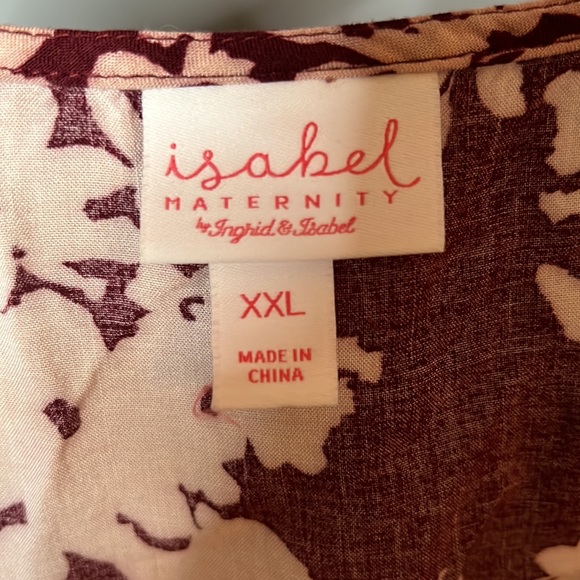 isabel
MATERNITY
by Ingrid & Isabel
XXL
MADE IN
CHINA